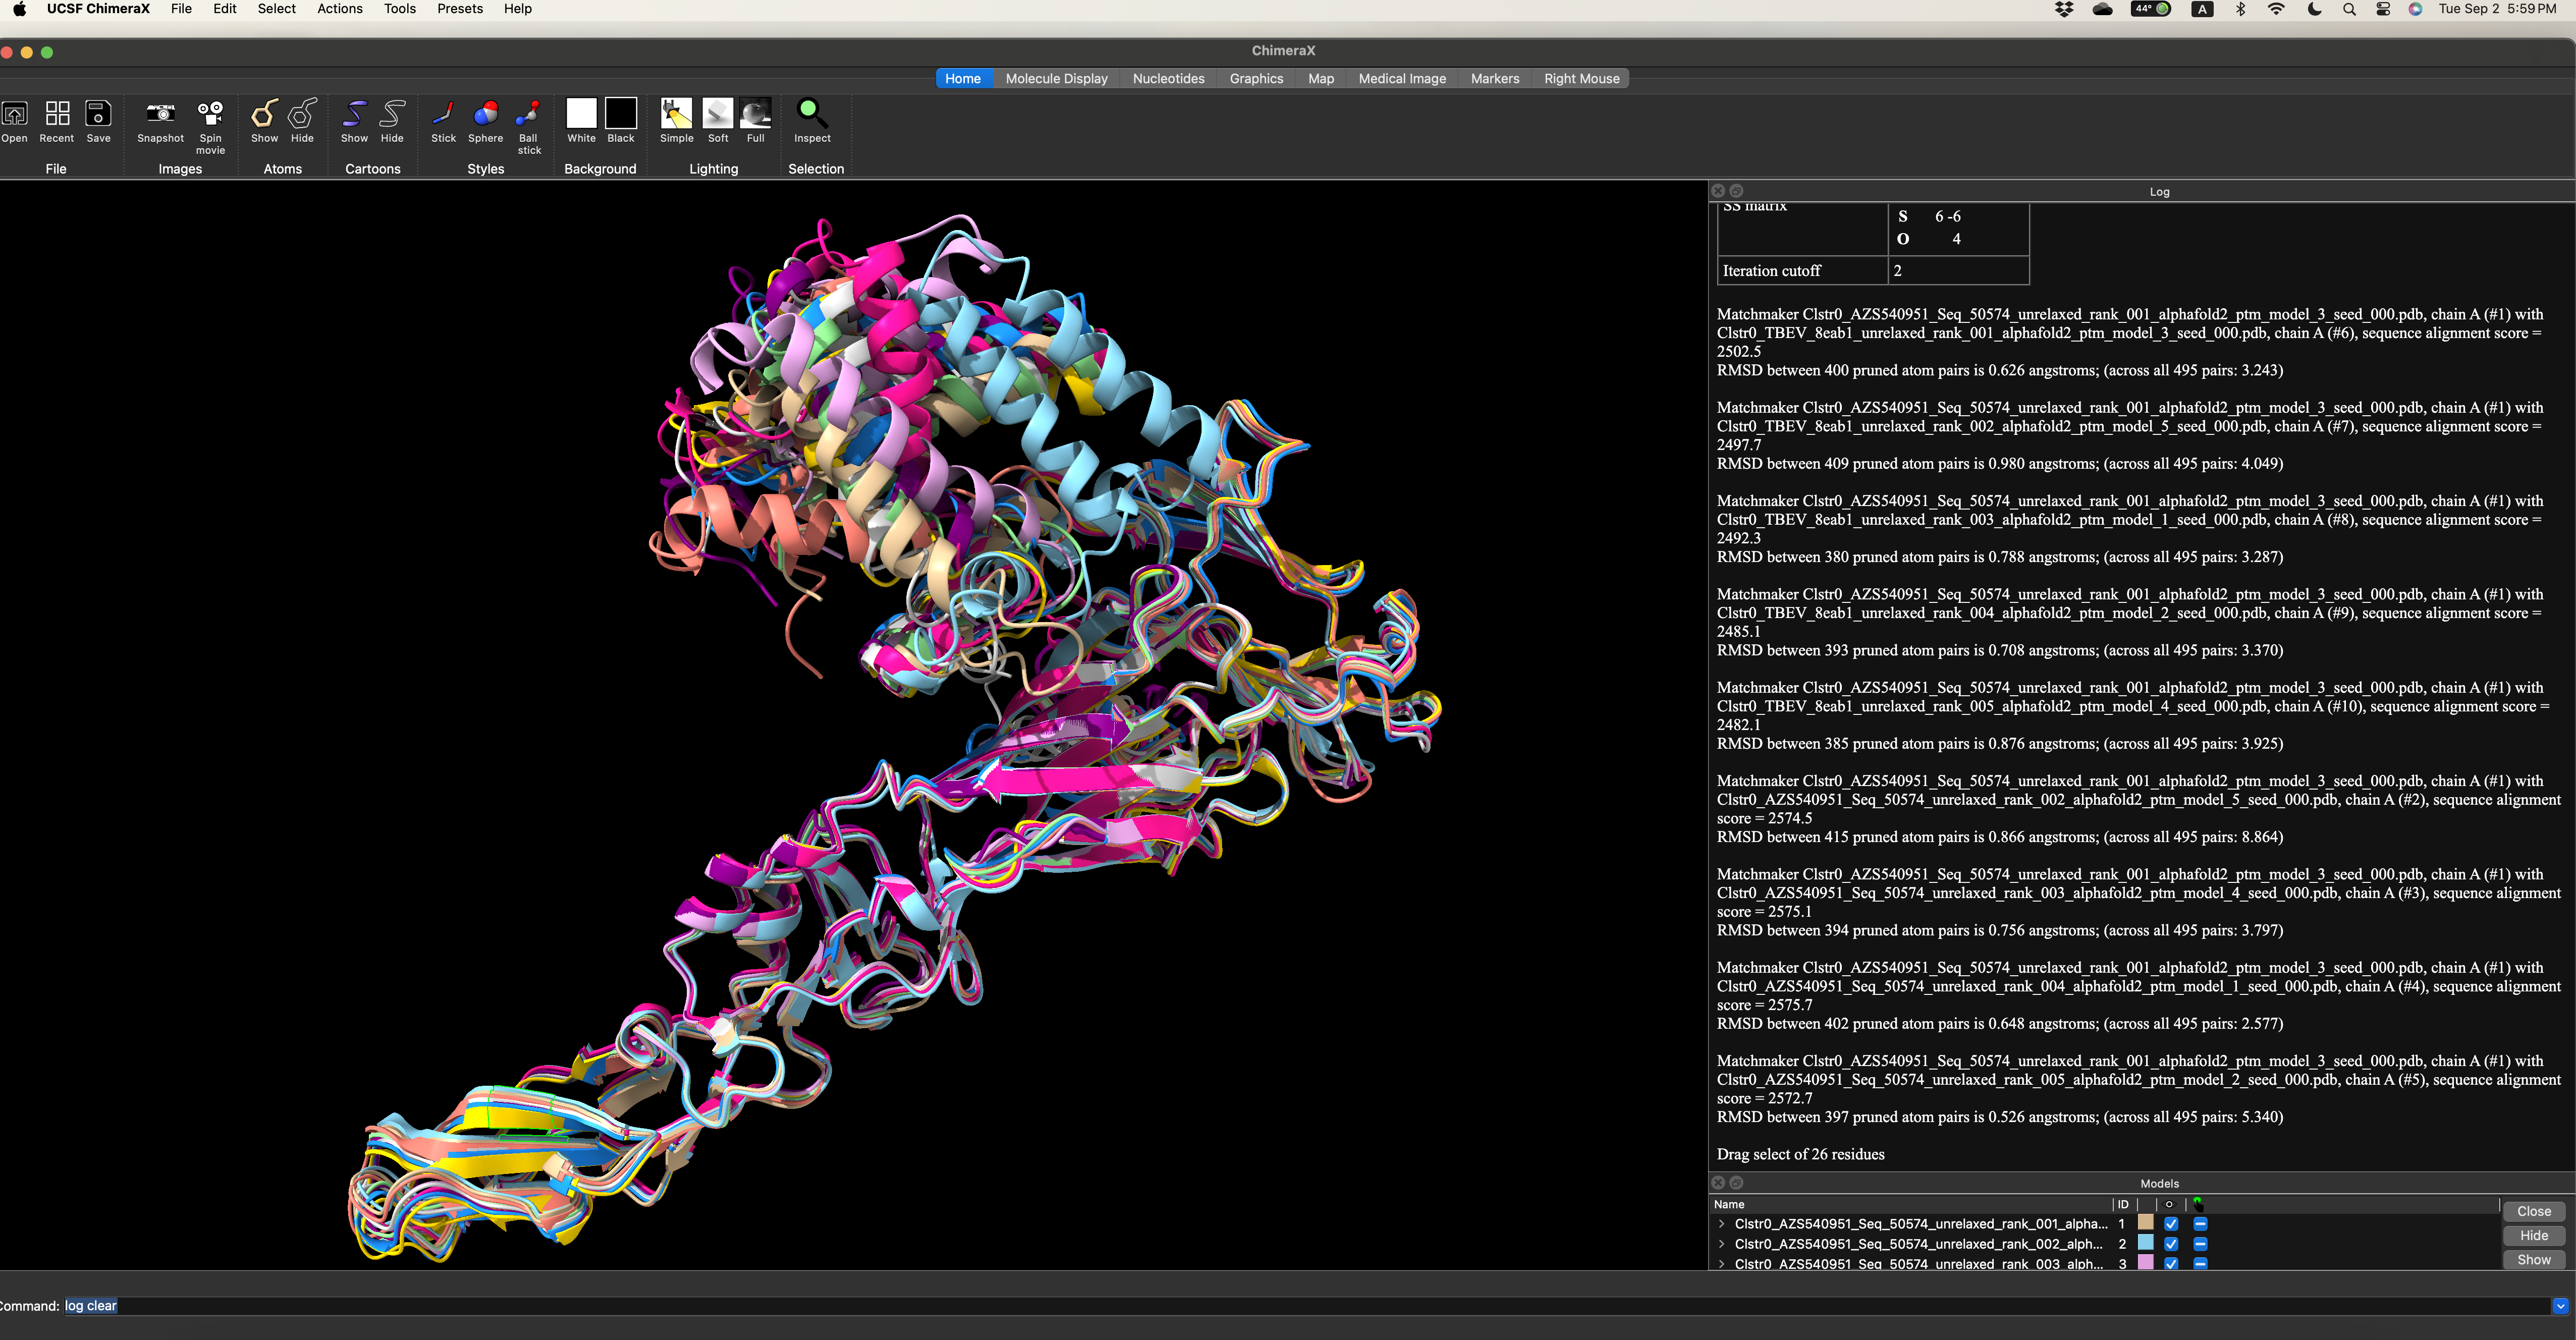 UCSF ChimeraX File Edit Select Actions Tools Presets Help
44° A Tue Sep 2 5:59 PM
ChimeraX
Home Molecule Display Nucleotides Graphics Map Medical Image Markers Right Mouse
Open Recent Save Snapshot Spin movie Show Hide Show Hide Stick Sphere Ball stick White Black Simple Soft Full Inspect
File Images Atoms Cartoons Styles Background Lighting Selection
Log
SS matrix
S 6 -6
O 4
Iteration cutoff 2
Matchmaker Clstr0_AZS540951_Seq_50574_unrelaxed_rank_001_alphafold2_ptm_model_3_seed_000.pdb, chain A (#1) with
Clstr0_TBEV_8eab1_unrelaxed_rank_001_alphafold2_ptm_model_3_seed_000.pdb, chain A (#6), sequence alignment score =
2502.5
RMSD between 400 pruned atom pairs is 0.626 angstroms; (across all 495 pairs: 3.243)
Matchmaker Clstr0_AZS540951_Seq_50574_unrelaxed_rank_001_alphafold2_ptm_model_3_seed_000.pdb, chain A (#1) with
Clstr0_TBEV_8eab1_unrelaxed_rank_002_alphafold2_ptm_model_5_seed_000.pdb, chain A (#7), sequence alignment score =
2497.7
RMSD between 409 pruned atom pairs is 0.980 angstroms; (across all 495 pairs: 4.049)
Matchmaker Clstr0_AZS540951_Seq_50574_unrelaxed_rank_001_alphafold2_ptm_model_3_seed_000.pdb, chain A (#1) with
Clstr0_TBEV_8eab1_unrelaxed_rank_003_alphafold2_ptm_model_1_seed_000.pdb, chain A (#8), sequence alignment score =
2492.3
RMSD between 380 pruned atom pairs is 0.788 angstroms; (across all 495 pairs: 3.287)
Matchmaker Clstr0_AZS540951_Seq_50574_unrelaxed_rank_001_alphafold2_ptm_model_3_seed_000.pdb, chain A (#1) with
Clstr0_TBEV_8eab1_unrelaxed_rank_004_alphafold2_ptm_model_2_seed_000.pdb, chain A (#9), sequence alignment score =
2485.1
RMSD between 393 pruned atom pairs is 0.708 angstroms; (across all 495 pairs: 3.370)
Matchmaker Clstr0_AZS540951_Seq_50574_unrelaxed_rank_001_alphafold2_ptm_model_3_seed_000.pdb, chain A (#1) with
Clstr0_TBEV_8eab1_unrelaxed_rank_005_alphafold2_ptm_model_4_seed_000.pdb, chain A (#10), sequence alignment score =
2482.1
RMSD between 385 pruned atom pairs is 0.876 angstroms; (across all 495 pairs: 3.925)
Matchmaker Clstr0_AZS540951_Seq_50574_unrelaxed_rank_001_alphafold2_ptm_model_3_seed_000.pdb, chain A (#1) with
Clstr0_AZS540951_Seq_50574_unrelaxed_rank_002_alphafold2_ptm_model_5_seed_000.pdb, chain A (#2), sequence alignment
score = 2574.5
RMSD between 415 pruned atom pairs is 0.866 angstroms; (across all 495 pairs: 8.864)
Matchmaker Clstr0_AZS540951_Seq_50574_unrelaxed_rank_001_alphafold2_ptm_model_3_seed_000.pdb, chain A (#1) with
Clstr0_AZS540951_Seq_50574_unrelaxed_rank_003_alphafold2_ptm_model_4_seed_000.pdb, chain A (#3), sequence alignment
score = 2575.1
RMSD between 394 pruned atom pairs is 0.756 angstroms; (across all 495 pairs: 3.797)
Matchmaker Clstr0_AZS540951_Seq_50574_unrelaxed_rank_001_alphafold2_ptm_model_3_seed_000.pdb, chain A (#1) with
Clstr0_AZS540951_Seq_50574_unrelaxed_rank_004_alphafold2_ptm_model_1_seed_000.pdb, chain A (#4), sequence alignment
score = 2575.7
RMSD between 402 pruned atom pairs is 0.648 angstroms; (across all 495 pairs: 2.577)
Matchmaker Clstr0_AZS540951_Seq_50574_unrelaxed_rank_001_alphafold2_ptm_model_3_seed_000.pdb, chain A (#1) with
Clstr0_AZS540951_Seq_50574_unrelaxed_rank_005_alphafold2_ptm_model_2_seed_000.pdb, chain A (#5), sequence alignment
score = 2572.7
RMSD between 397 pruned atom pairs is 0.526 angstroms; (across all 495 pairs: 5.340)
Drag select of 26 residues
Models
Name ID
Clstr0_AZS540951_Seq_50574_unrelaxed_rank_001_alpha... 1
Clstr0_AZS540951_Seq_50574_unrelaxed_rank_002_alph... 2
Clstr0_AZS540951_Seq_50574_unrelaxed_rank_003_alph... 3
Close
Hide
Show
Command: log clear